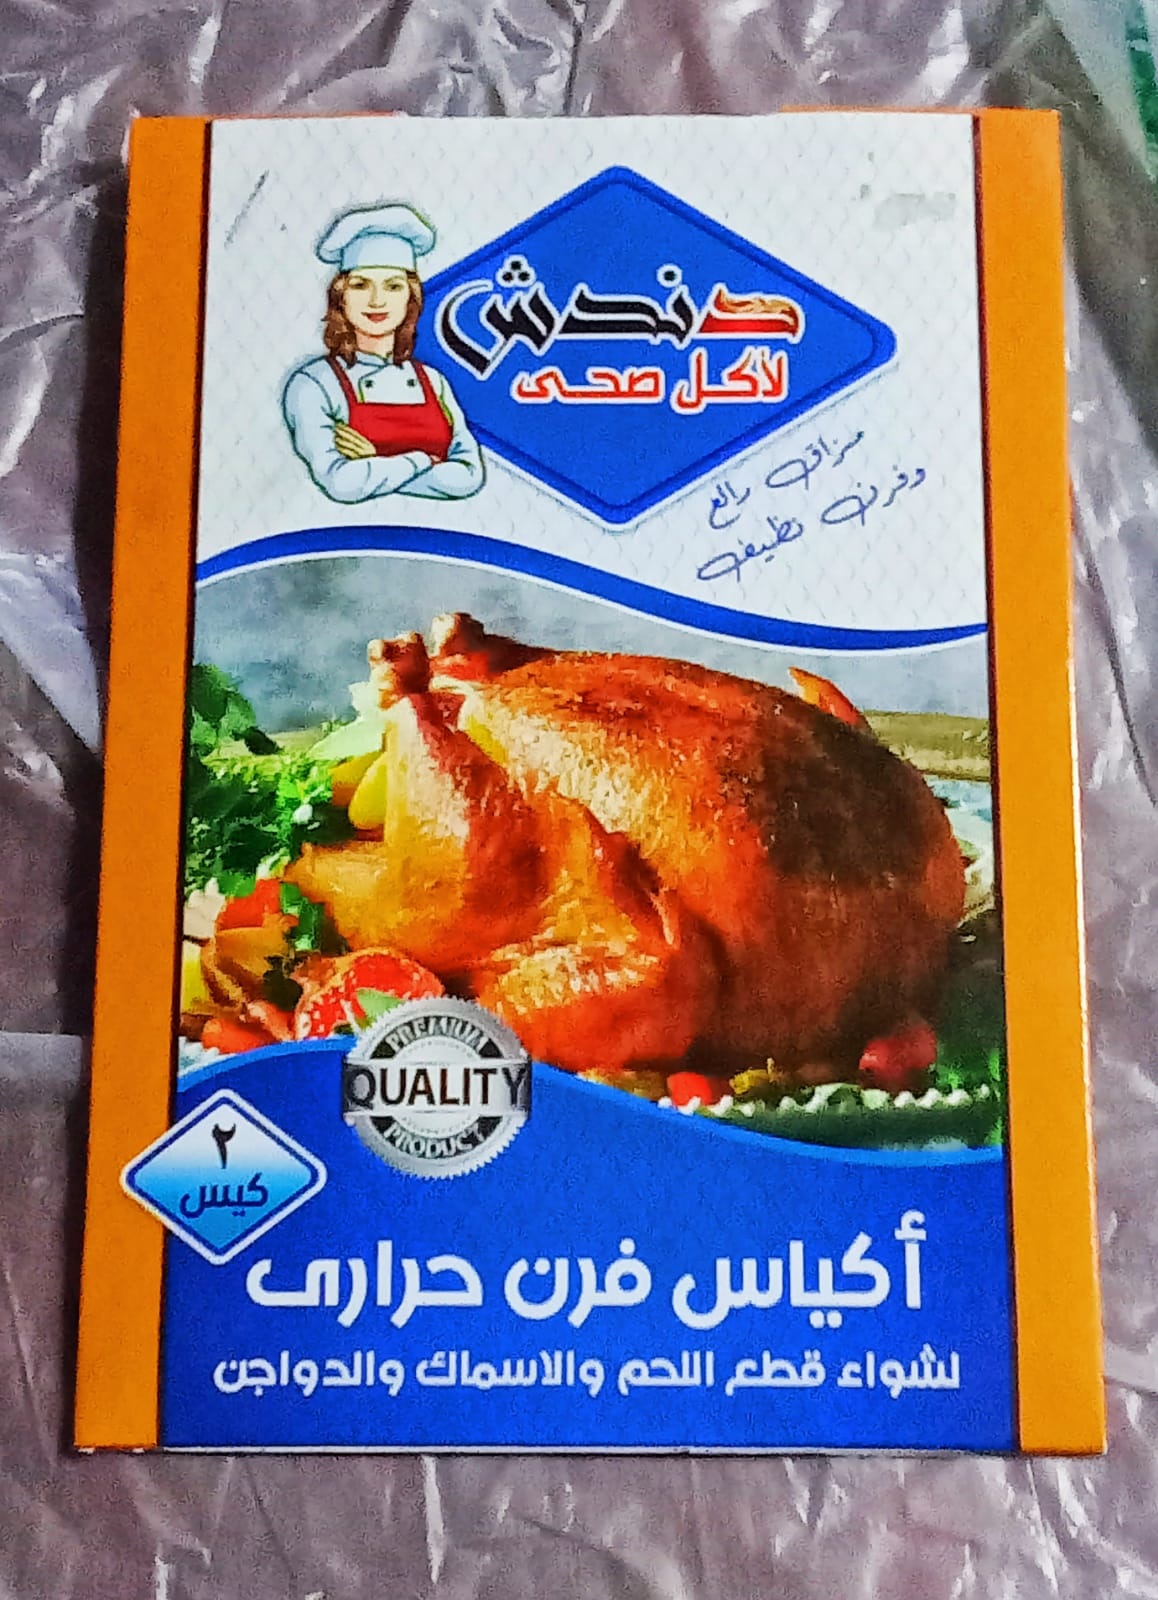 دندش
لأكل صحى
مزاق رائع
وفرن نظيف
PREMIUM
QUALITY
PRODUCT
٢
كيس
أكياس فرن حرارى
لشواء قطع اللحم والاسماك والدواجن